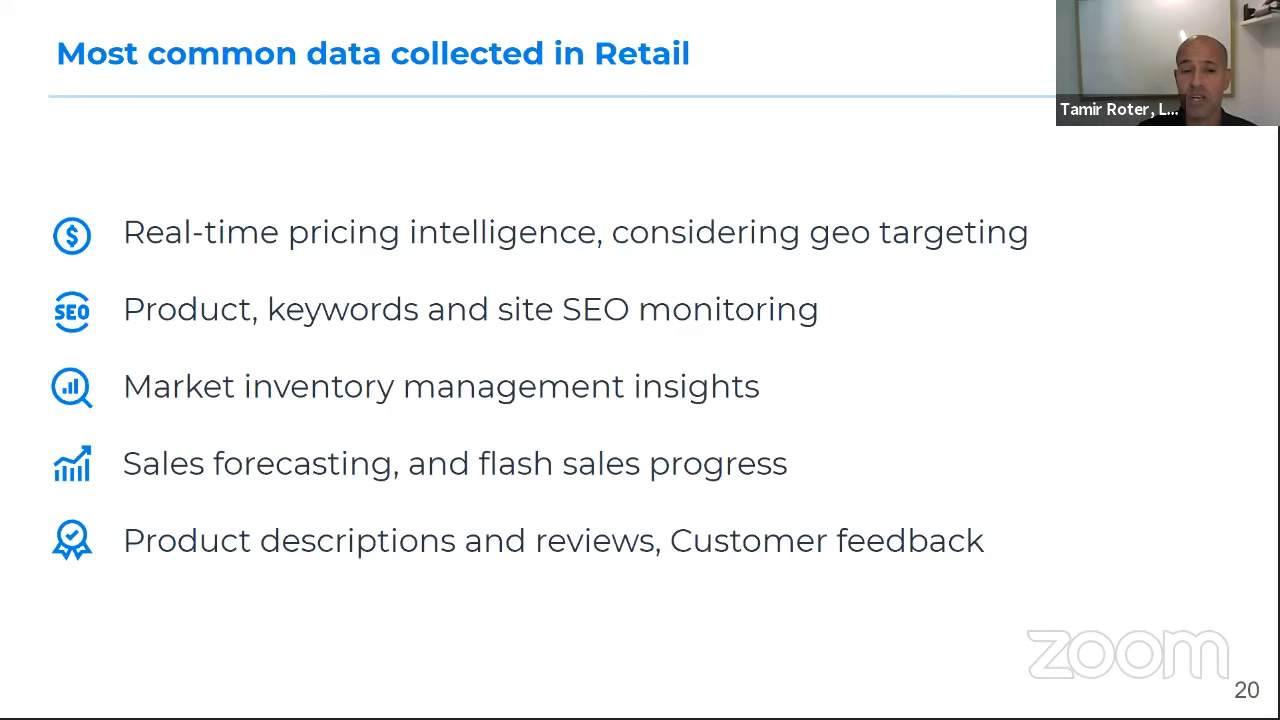 Most common data collected in Retail
Tamir Roter, L...
$
Real-time pricing intelligence, considering geo targeting
SEO
Product, keywords and site SEO monitoring
Market inventory management insights
Sales forecasting, and flash sales progress
Product descriptions and reviews, Customer feedback
zoom
20